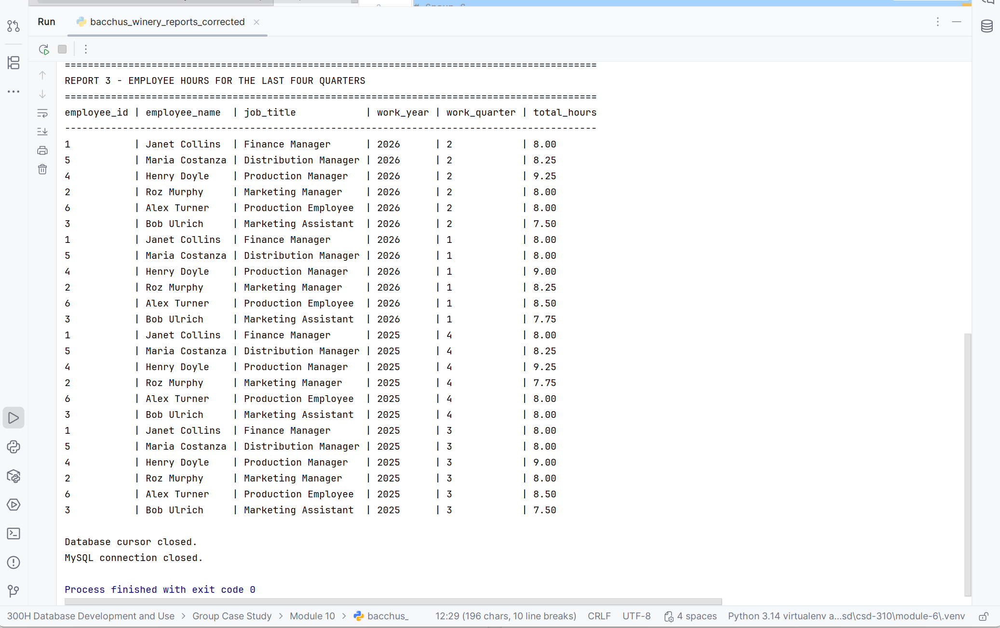 Run bacchus_winery_reports_corrected
============================================================================================ 
REPORT 3 - EMPLOYEE HOURS FOR THE LAST FOUR QUARTERS
============================================================================================
employee_id | employee_name | job_title | work_year | work_quarter | total_hours
--------------------------------------------------------------------------------------------
1 | Janet Collins | Finance Manager | 2026 | 2 | 8.00
5 | Maria Costanza | Distribution Manager | 2026 | 2 | 8.25
4 | Henry Doyle | Production Manager | 2026 | 2 | 9.25
2 | Roz Murphy | Marketing Manager | 2026 | 2 | 8.00
6 | Alex Turner | Production Employee | 2026 | 2 | 8.00
3 | Bob Ulrich | Marketing Assistant | 2026 | 2 | 7.50
1 | Janet Collins | Finance Manager | 2026 | 1 | 8.00
5 | Maria Costanza | Distribution Manager | 2026 | 1 | 8.00
4 | Henry Doyle | Production Manager | 2026 | 1 | 9.00
2 | Roz Murphy | Marketing Manager | 2026 | 1 | 8.25
6 | Alex Turner | Production Employee | 2026 | 1 | 8.50
3 | Bob Ulrich | Marketing Assistant | 2026 | 1 | 7.75
1 | Janet Collins | Finance Manager | 2025 | 4 | 8.00
5 | Maria Costanza | Distribution Manager | 2025 | 4 | 8.25
4 | Henry Doyle | Production Manager | 2025 | 4 | 9.25
2 | Roz Murphy | Marketing Manager | 2025 | 4 | 7.75
6 | Alex Turner | Production Employee | 2025 | 4 | 8.00
3 | Bob Ulrich | Marketing Assistant | 2025 | 4 | 8.00
1 | Janet Collins | Finance Manager | 2025 | 3 | 8.00
5 | Maria Costanza | Distribution Manager | 2025 | 3 | 8.00
4 | Henry Doyle | Production Manager | 2025 | 3 | 9.00
2 | Roz Murphy | Marketing Manager | 2025 | 3 | 8.00
6 | Alex Turner | Production Employee | 2025 | 3 | 8.50
3 | Bob Ulrich | Marketing Assistant | 2025 | 3 | 7.50
Database cursor closed.
MySQL connection closed.
Process finished with exit code 0
300H Database Development and Use > Group Case Study > Module 10 > bacchus_ 12:29 (196 chars, 10 line breaks) CRLF UTF-8 4 spaces Python 3.14 virtualenv a...sd\csd-310\module-6\.venv